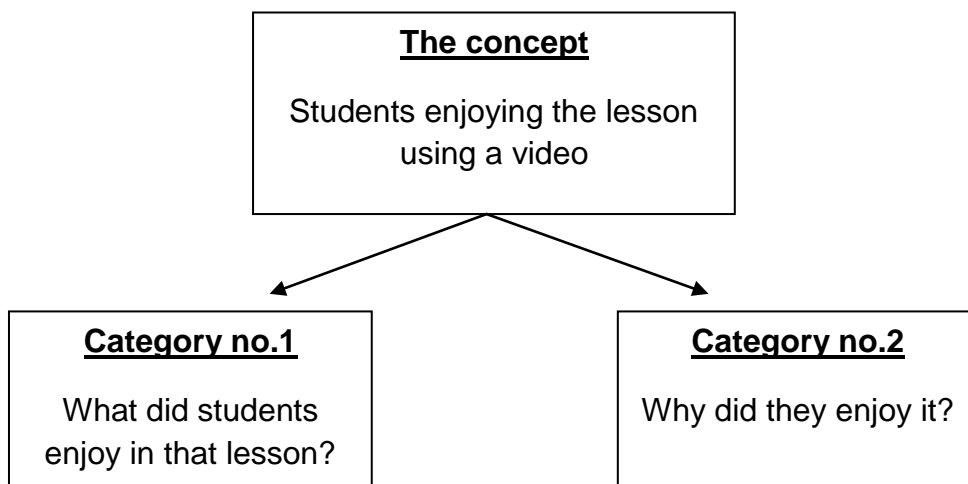 The concept
Students enjoying the lesson
using a video
Category no.1
What did students
enjoy in that lesson?
Category no.2
Why did they enjoy it?